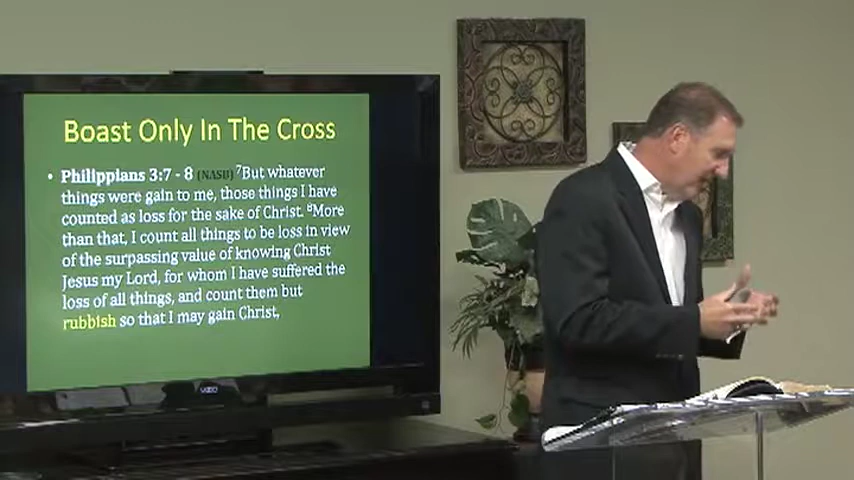 Boast Only In The Cross
• Philippians 3:7 - 8 (NASU) ⁷But whatever
things were gain to me, those things I have
counted as loss for the sake of Christ. ⁸More
than that, I count all things to be loss in view
of the surpassing value of knowing Christ
Jesus my Lord, for whom I have suffered the
loss of all things, and count them but
rubbish so that I may gain Christ,
VIZIO